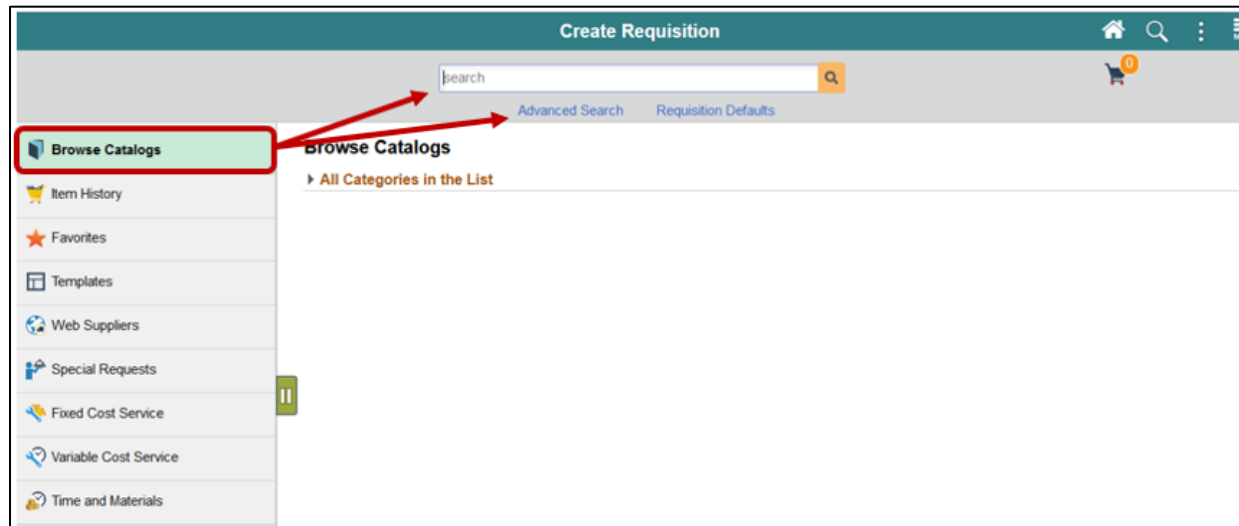 Create Requisition
0
search
Advanced Search Requisition Defaults
Browse Catalogs
Browse Catalogs
All Categories in the List
Item History
Favorites
Templates
Web Suppliers
Special Requests
Fixed Cost Service
Variable Cost Service
Time and Materials